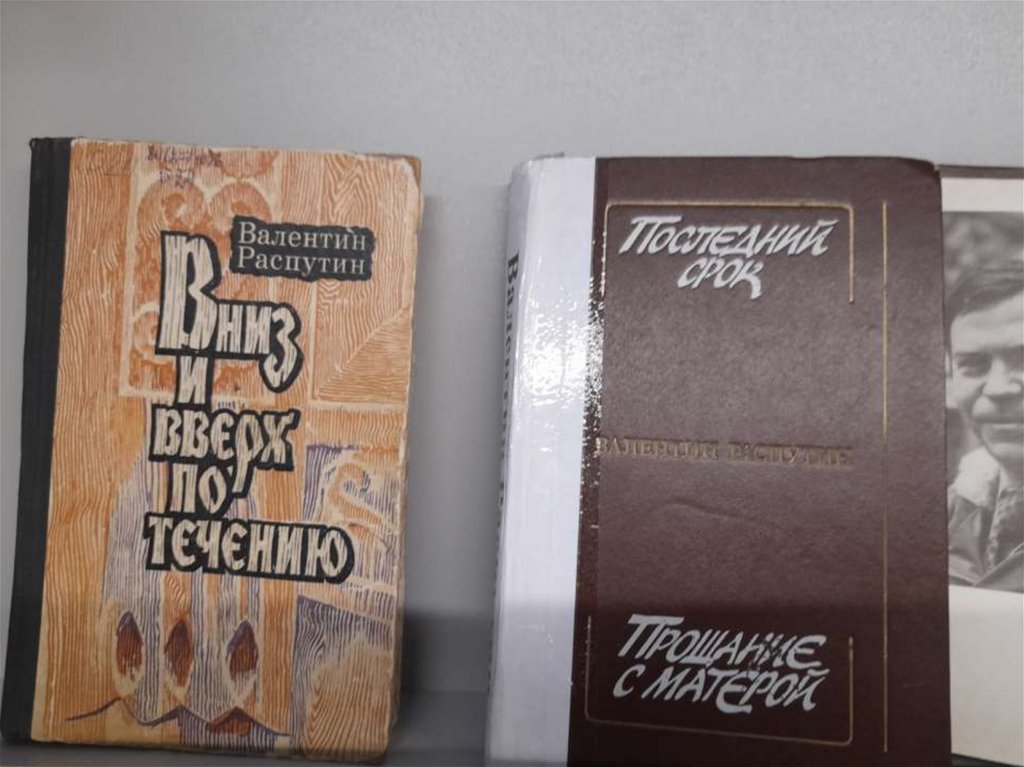 Валентин
Распутин
Вниз
и
вверх
по
течению
Последний
срок
Валентин Распутин
Прощание
с Матерой